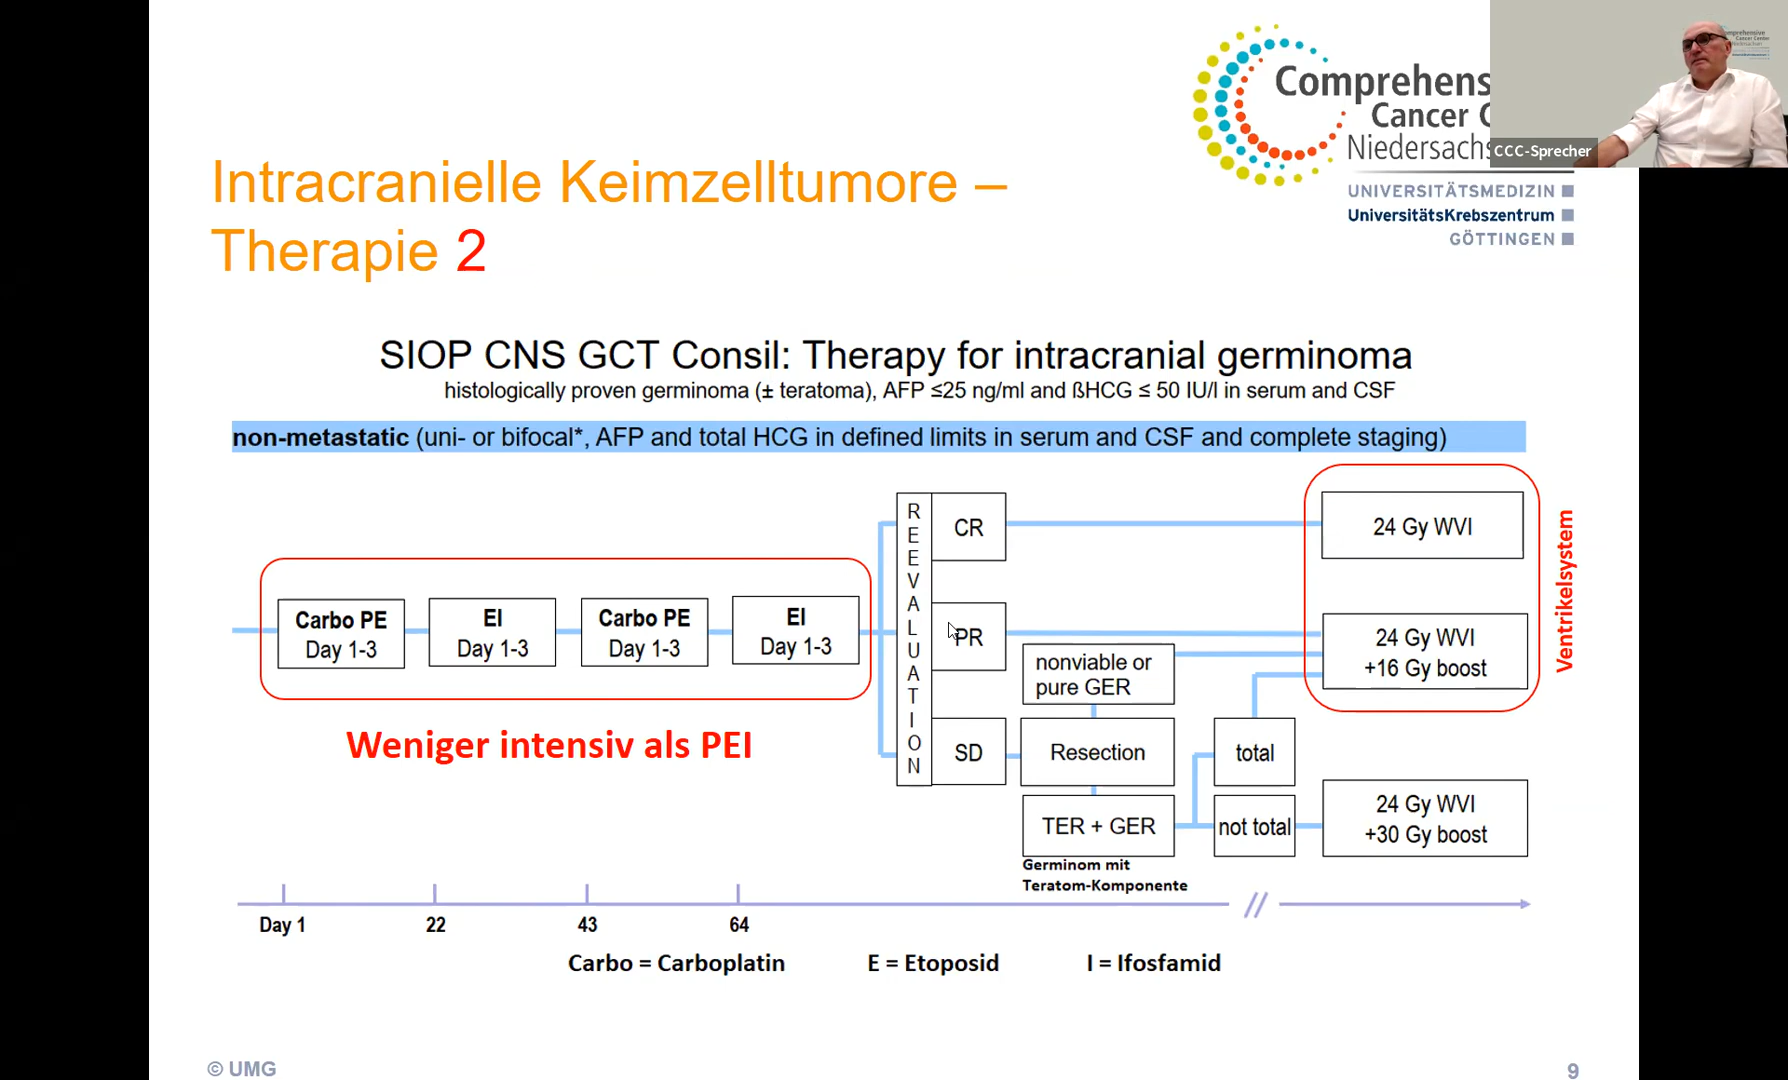 Comprehens
Cancer C
Niedersachs
CCC-Sprecher
UNIVERSITÄTSMEDIZIN
UniversitätsKrebszentrum
GÖTTINGEN
Intracranielle Keimzelltumore –
Therapie 2
SIOP CNS GCT Consil: Therapy for intracranial germinoma
histologically proven germinoma (± teratoma), AFP ≤25 ng/ml and ßHCG ≤ 50 IU/l in serum and CSF
non-metastatic (uni- or bifocal*, AFP and total HCG in defined limits in serum and CSF and complete staging)
Carbo PE
Day 1-3
EI
Day 1-3
Carbo PE
Day 1-3
EI
Day 1-3
Weniger intensiv als PEI
REEVALUATION
CR
PR
SD
nonviable or
pure GER
Resection
TER + GER
Germinom mit
Teratom-Komponente
total
not total
24 Gy WVI
24 Gy WVI
+16 Gy boost
24 Gy WVI
+30 Gy boost
Ventrikelsystem
Day 1
22
43
64
//
Carbo = Carboplatin
E = Etoposid
I = Ifosfamid
© UMG
9